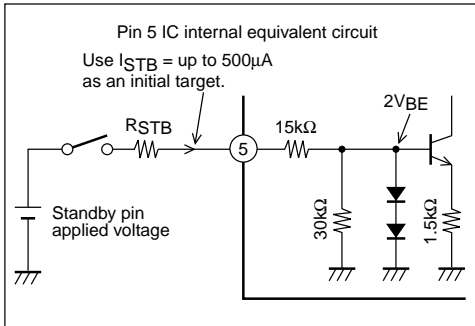 Pin 5 IC internal equivalent circuit
Use ISTB = up to 500μA
as an initial target.
2VBE
RSTB
5
15kΩ
30kΩ
1.5kΩ
Standby pin
applied voltage